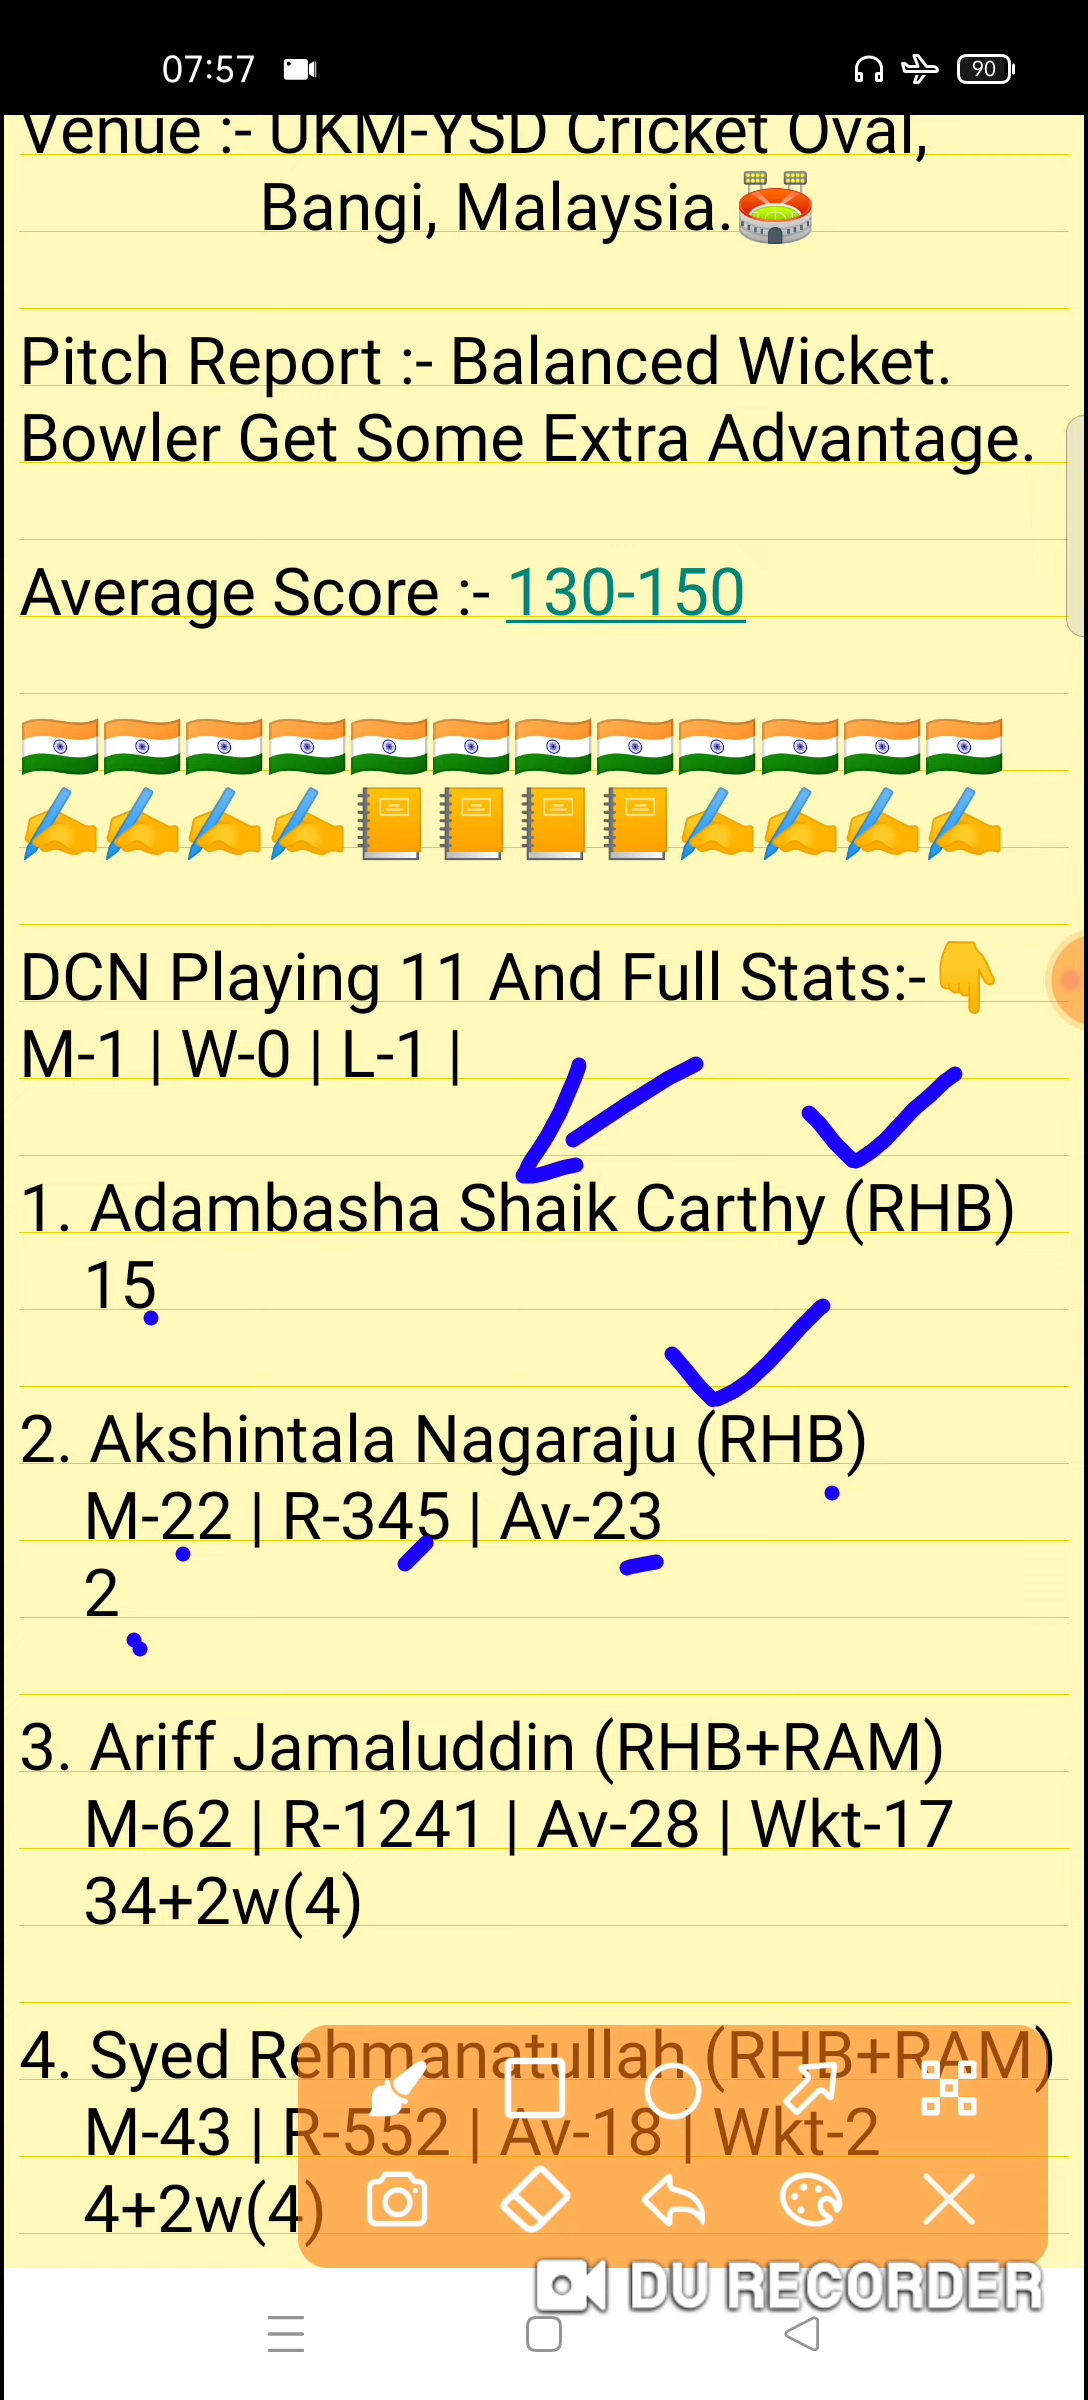 07:57
90
Venue :- UKM-YSD Cricket Oval,
Bangi, Malaysia.🏟️
Pitch Report :- Balanced Wicket.
Bowler Get Some Extra Advantage.
Average Score :- 130-150
🇮🇳🇮🇳🇮🇳🇮🇳🇮🇳🇮🇳🇮🇳🇮🇳🇮🇳🇮🇳🇮🇳🇮🇳
✍️✍️✍️✍️📒📒📒📒✍️✍️✍️✍️
DCN Playing 11 And Full Stats:-👇
M-1 | W-0 | L-1 |
1. Adambasha Shaik Carthy (RHB)
15
2. Akshintala Nagaraju (RHB)
M-22 | R-345 | Av-23
2
3. Ariff Jamaluddin (RHB+RAM)
M-62 | R-1241 | Av-28 | Wkt-17
34+2w(4)
4. Syed Rehmanatullah (RHB+RAM)
M-43 | R-552 | Av-18 | Wkt-2
4+2w(4)
DU RECORDER